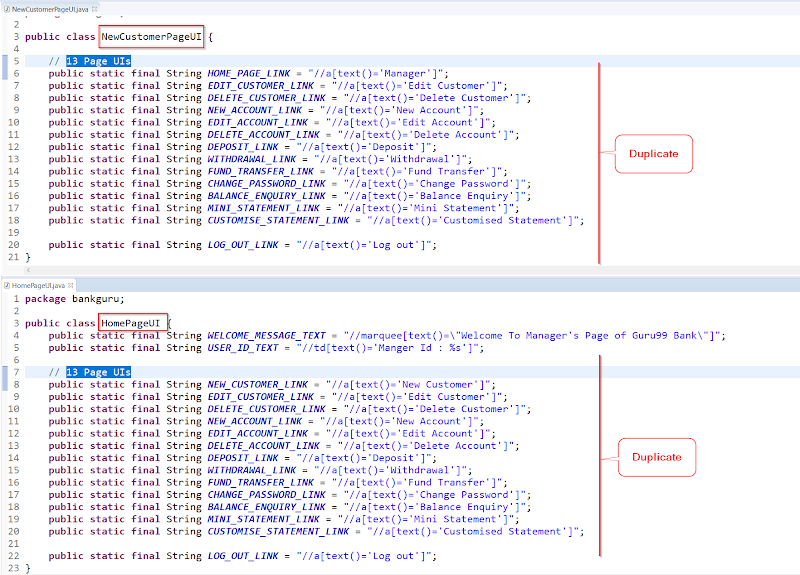 NewCustomerPageUI.java
2
3 public class NewCustomerPageUI {
4
5 // 13 Page UIs
6 public static final String HOME_PAGE_LINK = "//a[text()='Manager']";
7 public static final String EDIT_CUSTOMER_LINK = "//a[text()='Edit Customer']";
8 public static final String DELETE_CUSTOMER_LINK = "//a[text()='Delete Customer']";
9 public static final String NEW_ACCOUNT_LINK = "//a[text()='New Account']";
10 public static final String EDIT_ACCOUNT_LINK = "//a[text()='Edit Account']";
11 public static final String DELETE_ACCOUNT_LINK = "//a[text()='Delete Account']";
12 public static final String DEPOSIT_LINK = "//a[text()='Deposit']";
13 public static final String WITHDRAWAL_LINK = "//a[text()='Withdrawal']";
14 public static final String FUND_TRANSFER_LINK = "//a[text()='Fund Transfer']";
15 public static final String CHANGE_PASSWORD_LINK = "//a[text()='Change Password']";
16 public static final String BALANCE_ENQUIRY_LINK = "//a[text()='Balance Enquiry']";
17 public static final String MINI_STATEMENT_LINK = "//a[text()='Mini Statement']";
18 public static final String CUSTOMISE_STATEMENT_LINK = "//a[text()='Customised Statement']";
19
20 public static final String LOG_OUT_LINK = "//a[text()='Log out']";
21 }
Duplicate
HomePageUI.java
1 package bankguru;
2
3 public class HomePageUI {
4 public static final String WELCOME_MESSAGE_TEXT = "//marquee[text()=\"Welcome To Manager's Page of Guru99 Bank\"]";
5 public static final String USER_ID_TEXT = "//td[text()='Manger Id : %s']";
6
7 // 13 Page UIs
8 public static final String NEW_CUSTOMER_LINK = "//a[text()='New Customer']";
9 public static final String EDIT_CUSTOMER_LINK = "//a[text()='Edit Customer']";
10 public static final String DELETE_CUSTOMER_LINK = "//a[text()='Delete Customer']";
11 public static final String NEW_ACCOUNT_LINK = "//a[text()='New Account']";
12 public static final String EDIT_ACCOUNT_LINK = "//a[text()='Edit Account']";
13 public static final String DELETE_ACCOUNT_LINK = "//a[text()='Delete Account']";
14 public static final String DEPOSIT_LINK = "//a[text()='Deposit']";
15 public static final String WITHDRAWAL_LINK = "//a[text()='Withdrawal']";
16 public static final String FUND_TRANSFER_LINK = "//a[text()='Fund Transfer']";
17 public static final String CHANGE_PASSWORD_LINK = "//a[text()='Change Password']";
18 public static final String BALANCE_ENQUIRY_LINK = "//a[text()='Balance Enquiry']";
19 public static final String MINI_STATEMENT_LINK = "//a[text()='Mini Statement']";
20 public static final String CUSTOMISE_STATEMENT_LINK = "//a[text()='Customised Statement']";
21
22 public static final String LOG_OUT_LINK = "//a[text()='Log out']";
23 }
Duplicate